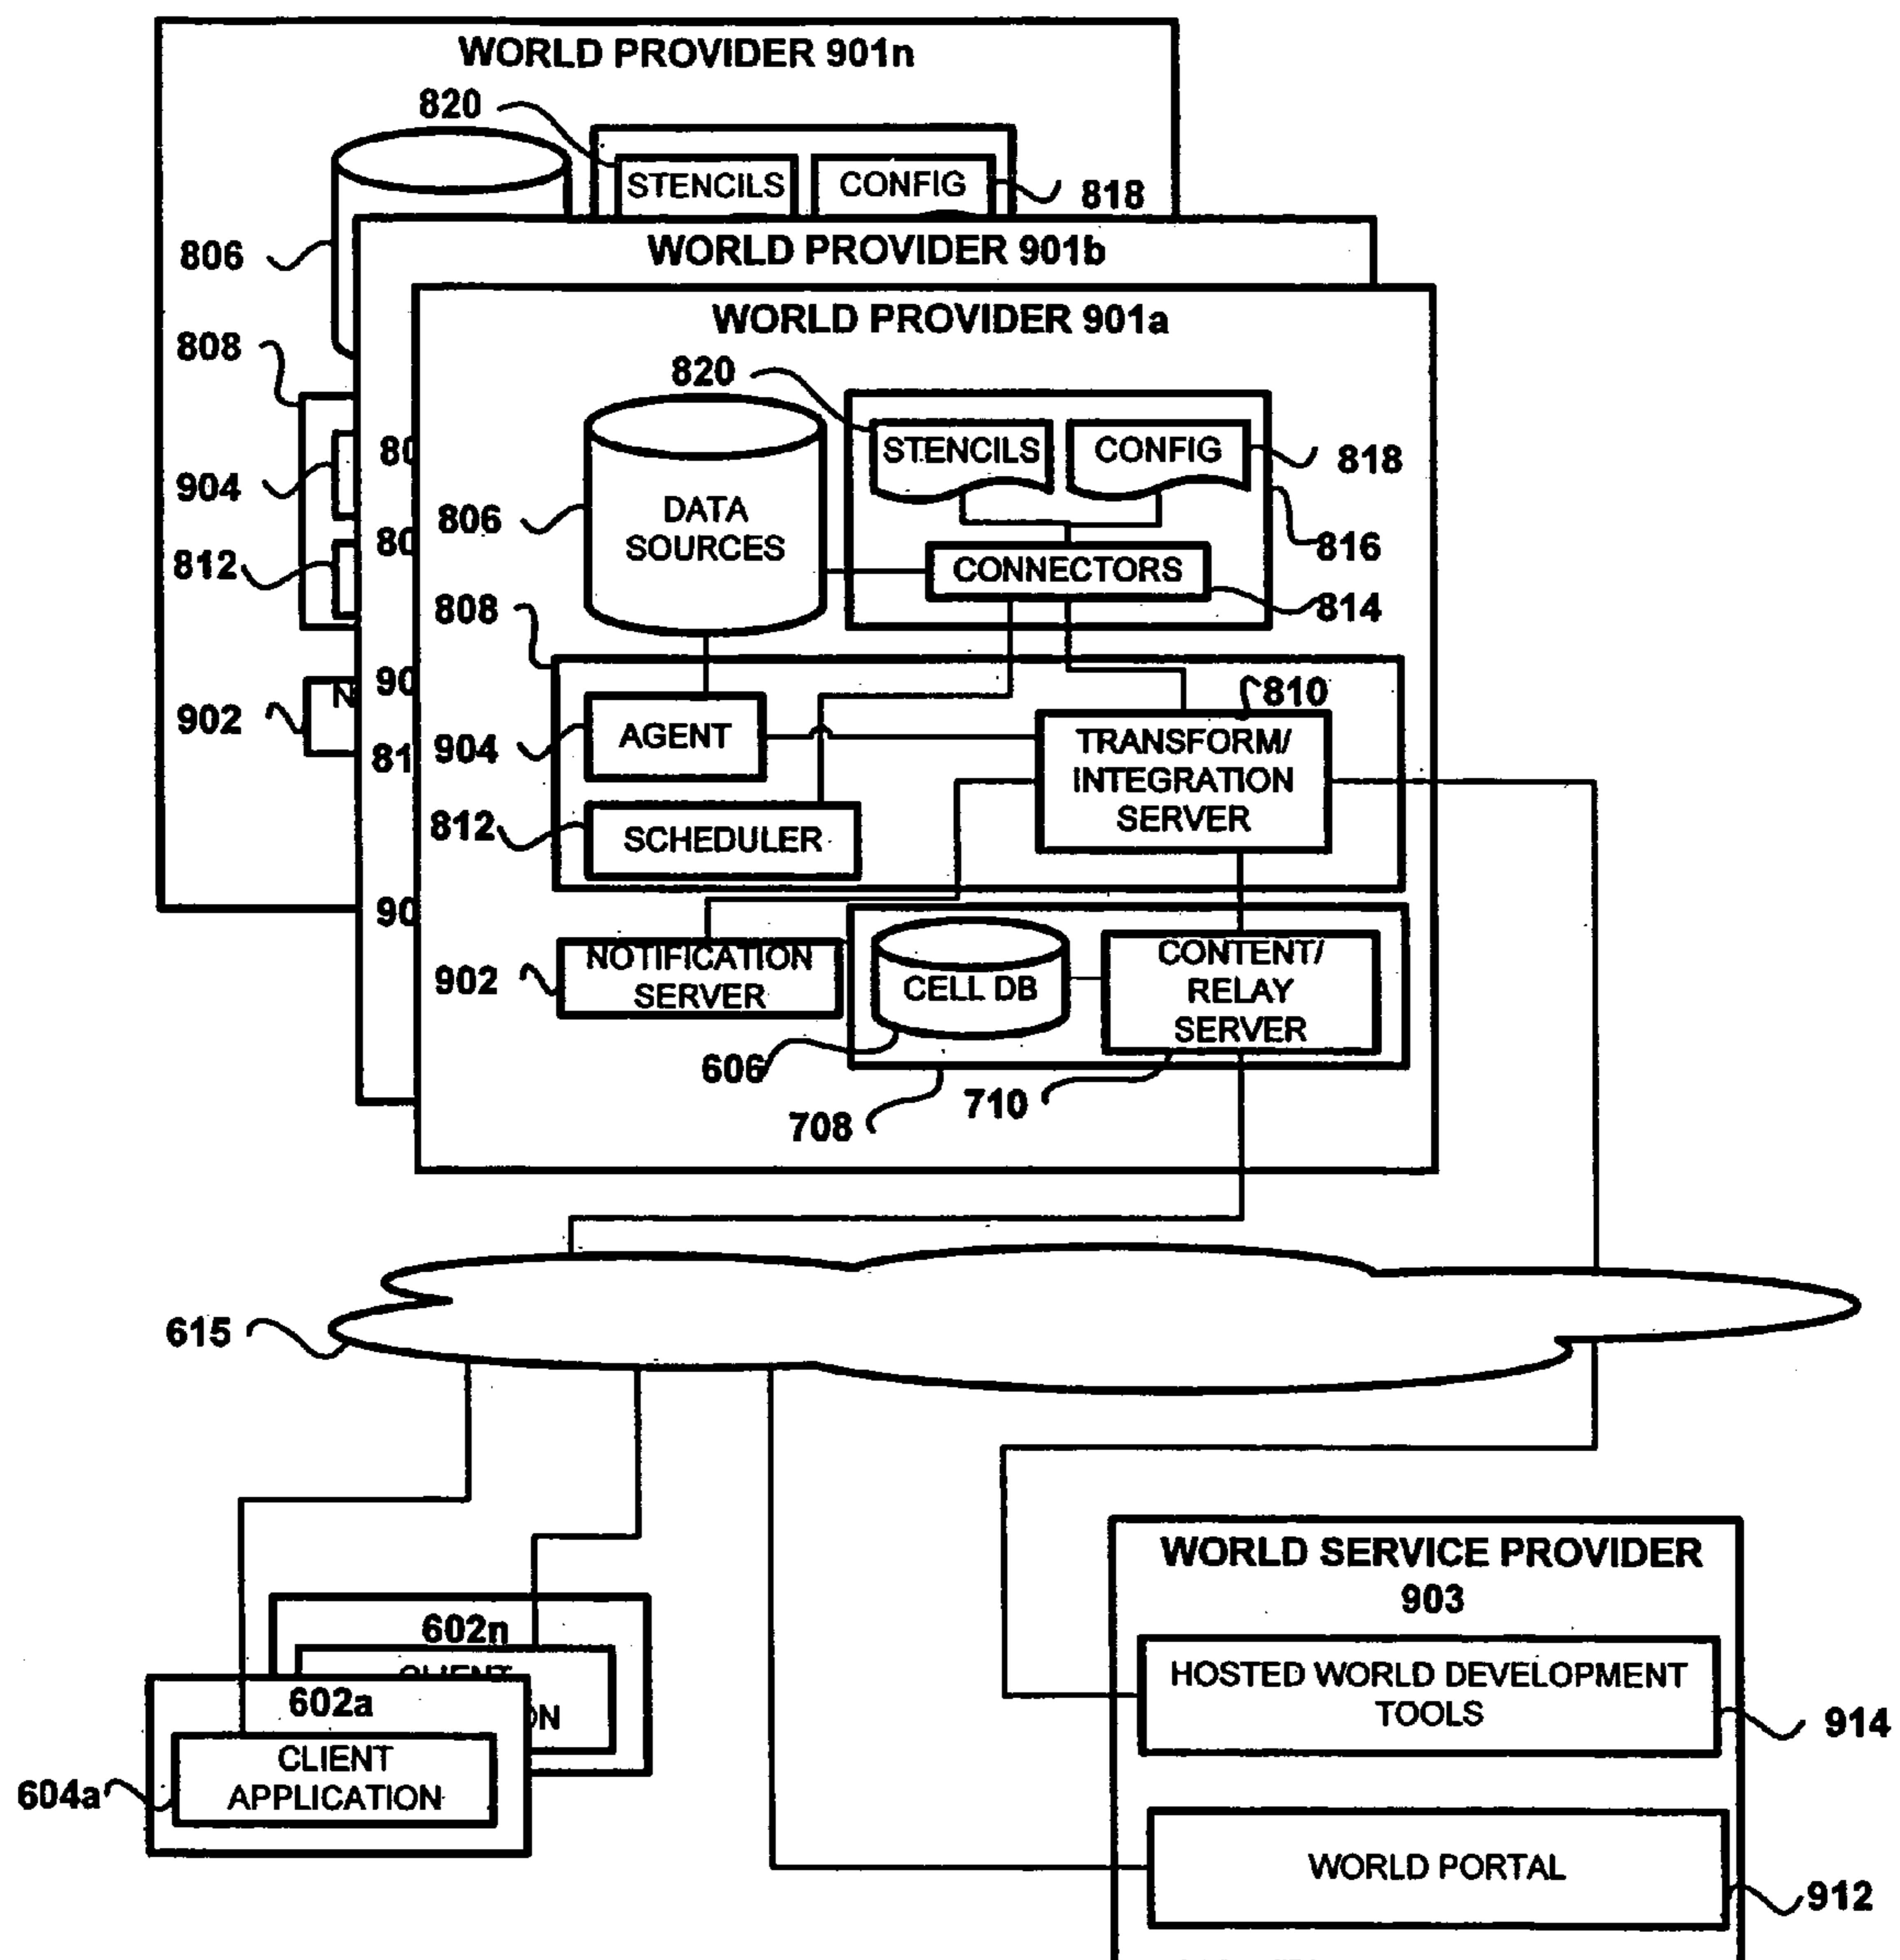 WORLD PROVIDER 901n
820
STENCILS
CONFIG
818
806
WORLD PROVIDER 901b
808
WORLD PROVIDER 901a
820
STENCILS
CONFIG
818
904
806
DATA
SOURCES
816
812
CONNECTORS
814
808
810
902
904
AGENT
TRANSFORM/
INTEGRATION
SERVER
812
SCHEDULER
902
NOTIFICATION
SERVER
CELL DB
CONTENT/
RELAY
SERVER
606
710
708
615
WORLD SERVICE PROVIDER
903
602n
CLIENT
602a
HOSTED WORLD DEVELOPMENT
TOOLS
914
CLIENT
APPLICATION
604a
WORLD PORTAL
912